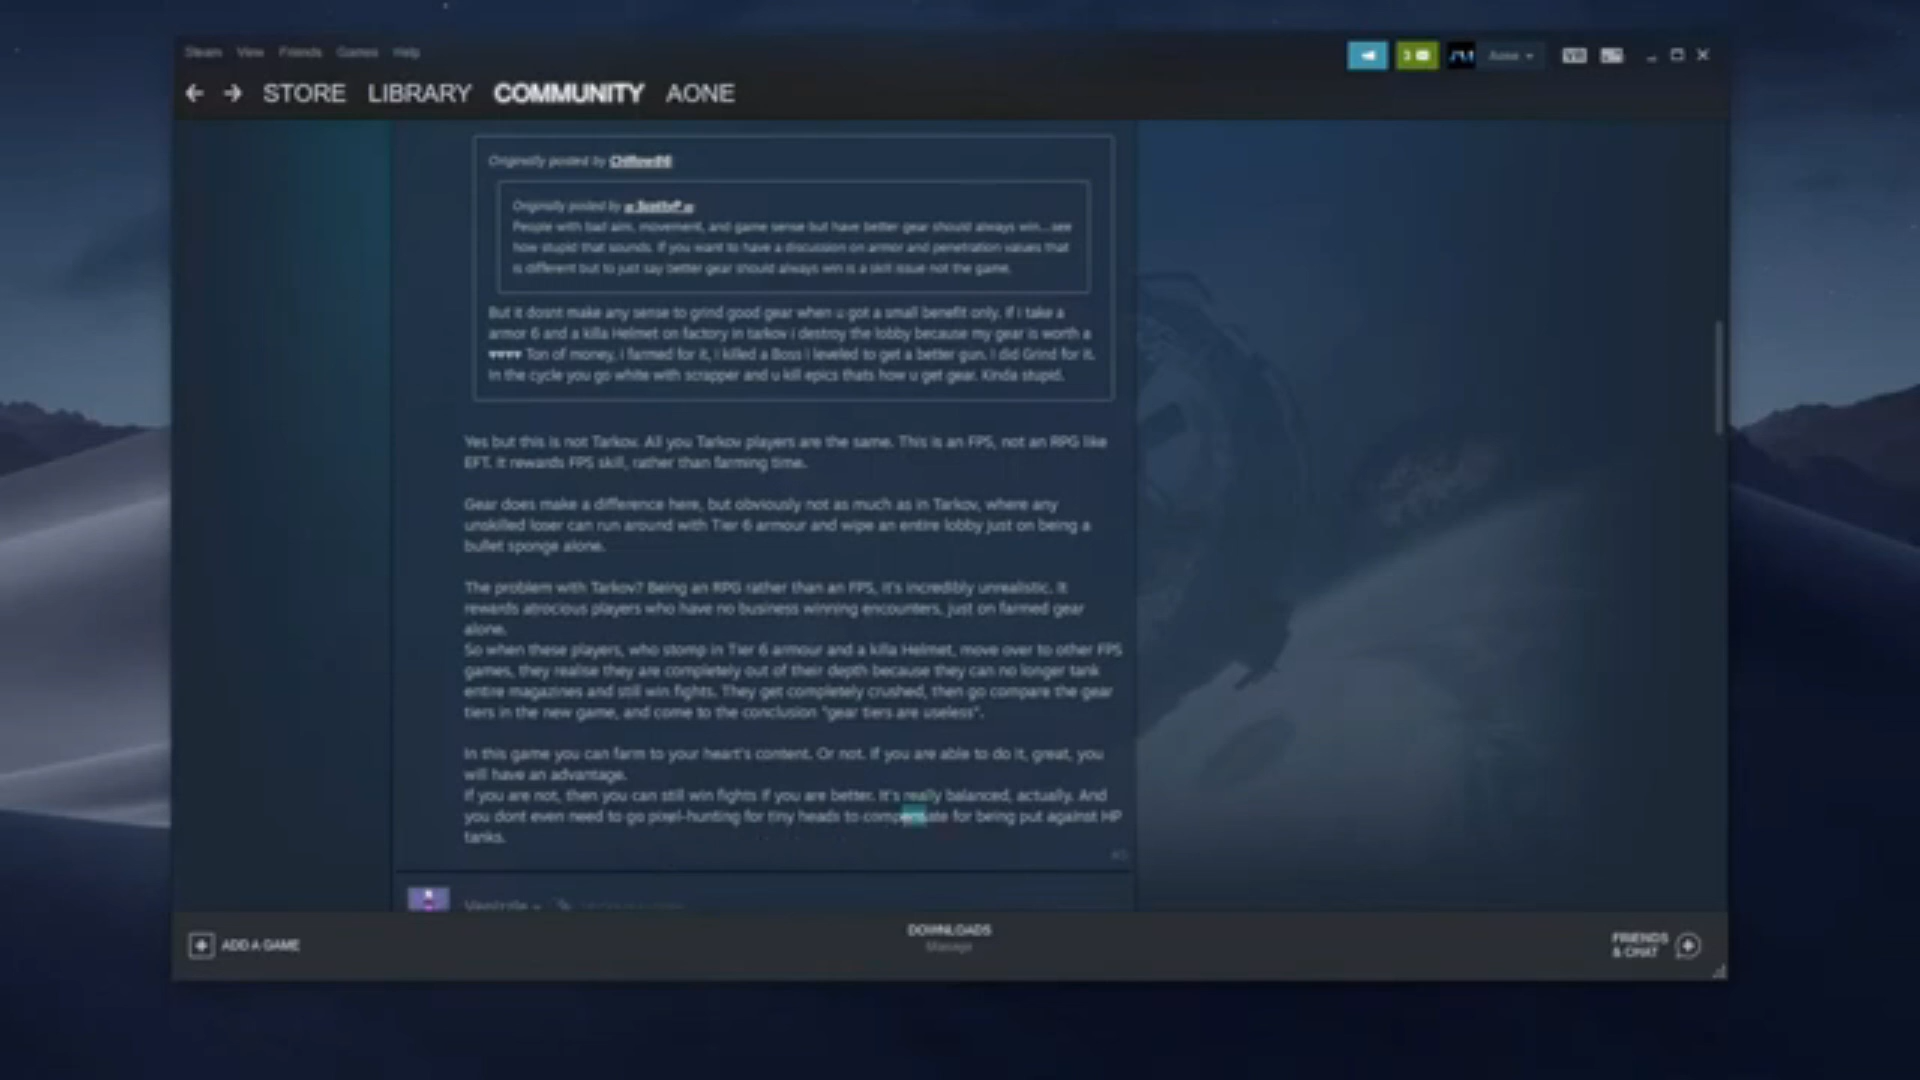 Steam View Friends Games Help
3
Aone
VR
STORE LIBRARY COMMUNITY AONE
Originally posted by
Originally posted by
People with bad aim, movement, and game sense but have better gear should always win...see
how stupid that sounds. If you want to have a discussion on armor and penetration values that
is different but to just say better gear should always win is a skill issue not the game.
But it dosnt make any sense to grind good gear when u got a small benefit only. If i take a
armor 6 and a killa Helmet on factory in tarkov i destroy the lobby because my gear is worth a
♥♥♥♥ Ton of money, i farmed for it, i killed a Boss i leveled to get a better gun. I did Grind for it.
In the cycle you go white with scrapper and u kill epics thats how u get gear. Kinda stupid.
Yes but this is not Tarkov. All you Tarkov players are the same. This is an FPS, not an RPG like
EFT. It rewards FPS skill, rather than farming time.
Gear does make a difference here, but obviously not as much as in Tarkov, where any
unskilled loser can run around with Tier 6 armour and wipe an entire lobby just on being a
bullet sponge alone.
The problem with Tarkov? Being an RPG rather than an FPS, it's incredibly unrealistic. It
rewards atrocious players who have no business winning encounters, just on farmed gear
alone.
So when these players, who stomp in Tier 6 armour and a killa Helmet, move over to other FPS
games, they realise they are completely out of their depth because they can no longer tank
entire magazines and still win fights. They get completely crushed, then go compare the gear
tiers in the new game, and come to the conclusion "gear tiers are useless".
In this game you can farm to your heart's content. Or not. If you are able to do it, great, you
will have an advantage.
If you are not, then you can still win fights if you are better. It's really balanced, actually. And
you dont even need to go pixel-hunting for tiny heads to compensate for being put against HP
tanks.
ADD A GAME
DOWNLOADS
Manage
FRIENDS
& CHAT